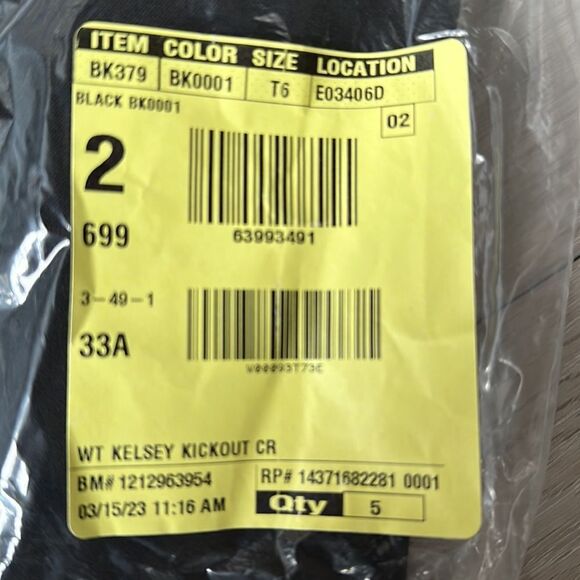 ITEM COLOR SIZE LOCATION
BK379 BK0001 T6 E03406D
BLACK BK0001
02
2
63993491
699
3-49-1
33A
V00093T73E
WT KELSEY KICKOUT CR
BM# 1212963954 RP# 14371682281 0001
03/15/23 11:16 AM Qty 5